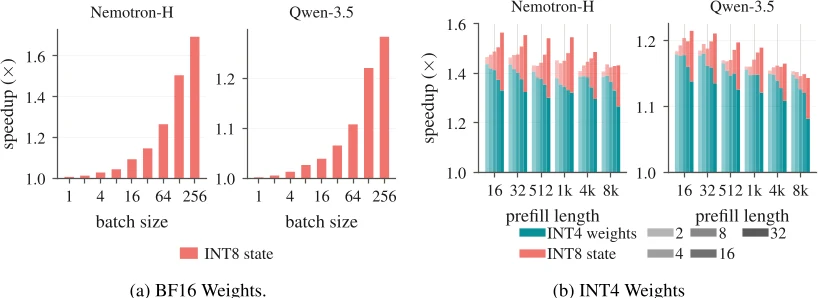 Nemotron-H
Qwen-3.5
speedup (×)
1.6
1.4
1.2
1.0
1.2
1.1
1.0
1 4 16 64 256
1 4 16 64 256
batch size
batch size
INT8 state
(a) BF16 Weights.
Nemotron-H
Qwen-3.5
speedup (×)
1.6
1.4
1.2
1.0
1.2
1.1
1.0
16 32 512 1k 4k 8k
16 32 512 1k 4k 8k
prefill length
prefill length
INT4 weights
INT8 state
2 8 32
4 16
(b) INT4 Weights